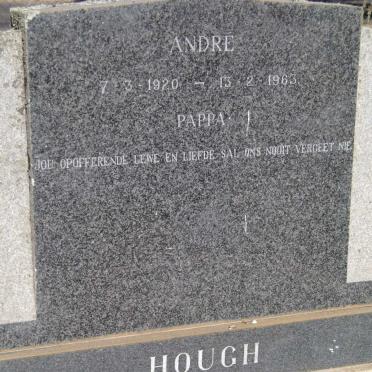 ANDRE
7·3·1920 — 13·2·1963
PAPPA
JOU OPOFFERENDE LEWE EN LIEFDE SAL ONS NOOIT VERGEET NIE
HOUGH